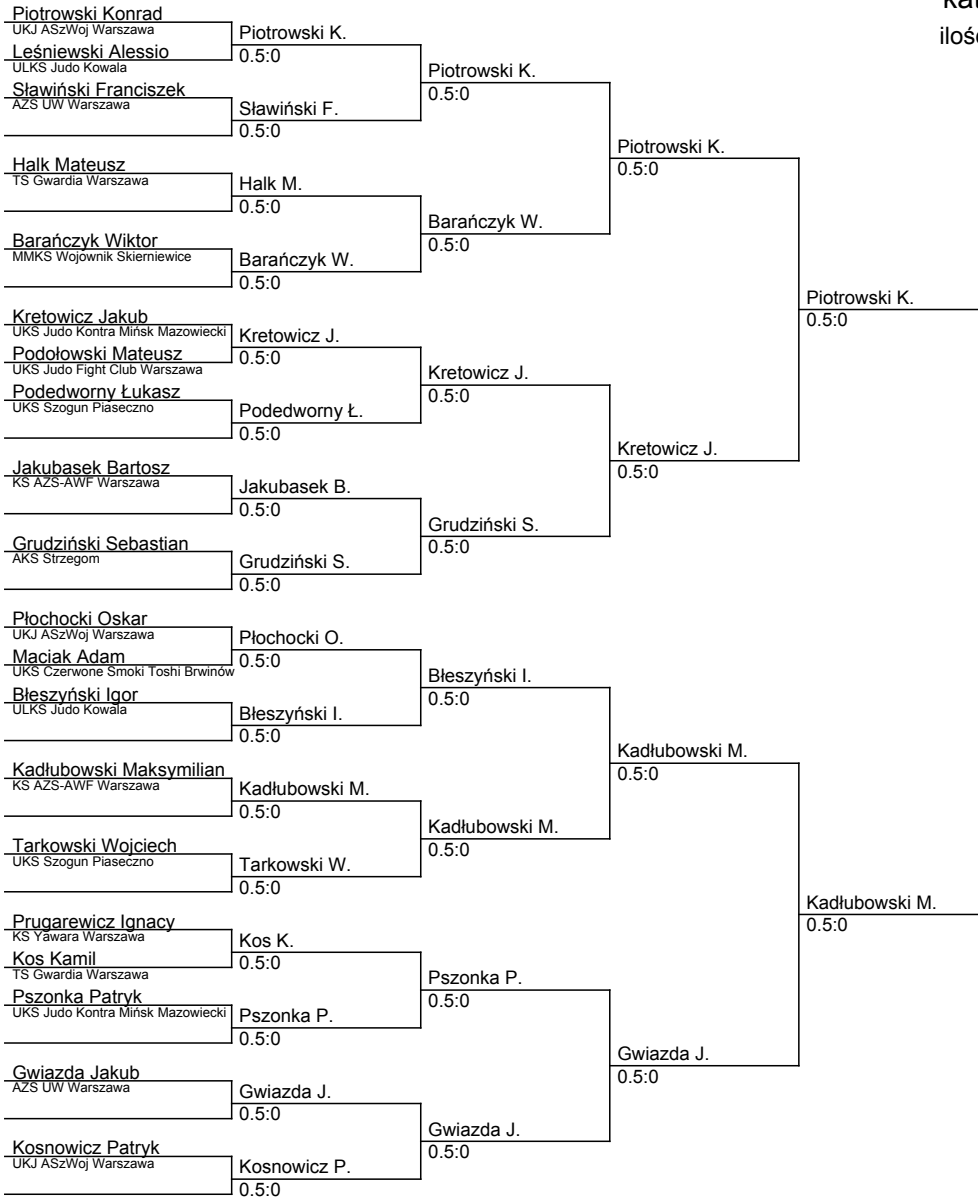 Piotrowski Konrad
UKJ ASzWoj Warszawa
Leśniewski Alessio
ULKS Judo Kowala
Sławiński Franciszek
AZS UW Warszawa
Halk Mateusz
TS Gwardia Warszawa
Barańczyk Wiktor
MMKS Wojownik Skierniewice
Kretowicz Jakub
UKS Judo Kontra Mińsk Mazowiecki
Podołowski Mateusz
UKS Judo Fight Club Warszawa
Podedworny Łukasz
UKS Szogun Piaseczno
Jakubasek Bartosz
KS AZS-AWF Warszawa
Grudziński Sebastian
AKS Strzegom
Płochocki Oskar
UKJ ASzWoj Warszawa
Maciak Adam
UKS Czerwone Smoki Toshi Brwinów
Błeszyński Igor
ULKS Judo Kowala
Kadłubowski Maksymilian
KS AZS-AWF Warszawa
Tarkowski Wojciech
UKS Szogun Piaseczno
Prugarewicz Ignacy
KS Yawara Warszawa
Kos Kamil
TS Gwardia Warszawa
Pszonka Patryk
UKS Judo Kontra Mińsk Mazowiecki
Gwiazda Jakub
AZS UW Warszawa
Kosnowicz Patryk
UKJ ASzWoj Warszawa
Piotrowski K.
0.5:0
Sławiński F.
0.5:0
Halk M.
0.5:0
Barańczyk W.
0.5:0
Kretowicz J.
0.5:0
Podedworny Ł.
0.5:0
Jakubasek B.
0.5:0
Grudziński S.
0.5:0
Płochocki O.
0.5:0
Błeszyński I.
0.5:0
Kadłubowski M.
0.5:0
Tarkowski W.
0.5:0
Kos K.
0.5:0
Pszonka P.
0.5:0
Gwiazda J.
0.5:0
Kosnowicz P.
0.5:0
Piotrowski K.
0.5:0
Barańczyk W.
0.5:0
Kretowicz J.
0.5:0
Grudziński S.
0.5:0
Błeszyński I.
0.5:0
Kadłubowski M.
0.5:0
Pszonka P.
0.5:0
Gwiazda J.
0.5:0
Piotrowski K.
0.5:0
Kretowicz J.
0.5:0
Kadłubowski M.
0.5:0
Gwiazda J.
0.5:0
Piotrowski K.
0.5:0
Kadłubowski M.
0.5:0